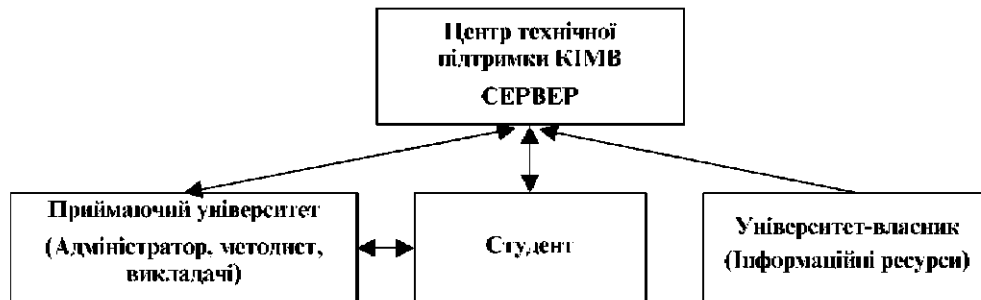 Центр технічної
підтримки КІМВ
СЕРВЕР
Приймаючий університет
(Адміністратор, методист,
викладачі)
Студент
Університет-власник
(Інформаційні ресурси)